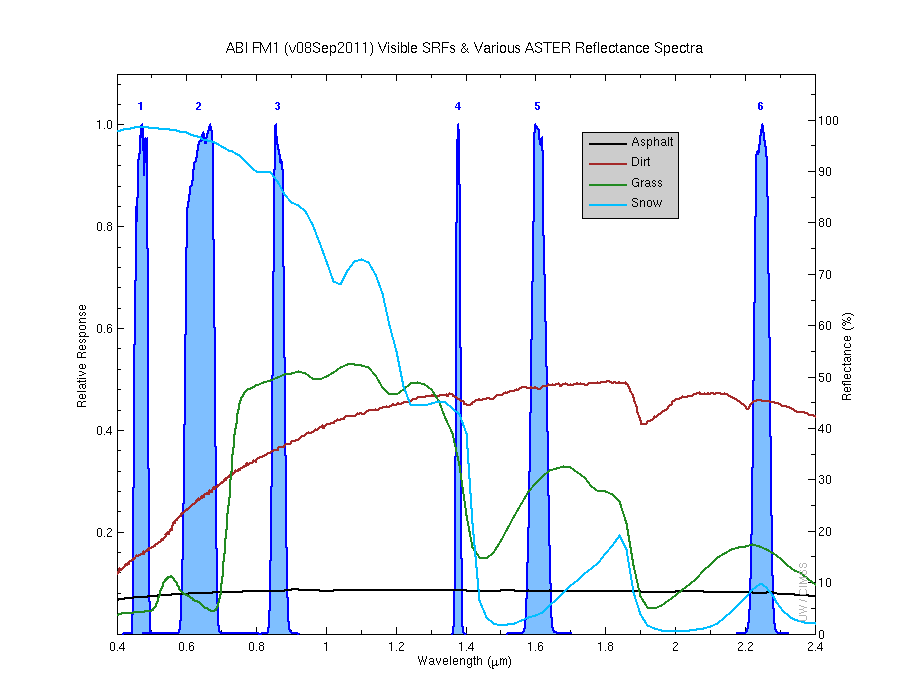 ABI FM1 (v08Sep2011) Visible SRFs & Various ASTER Reflectance Spectra
1 2 3 4 5 6
1.0
0.8
0.6
0.4
0.2
Relative Response
100
90
80
70
60
50
40
30
20
10
0
Reflectance (%)
Asphalt
Dirt
Grass
Snow
UW / CIMSS
0.4 0.6 0.8 1 1.2 1.4 1.6 1.8 2 2.2 2.4
Wavelength (μm)